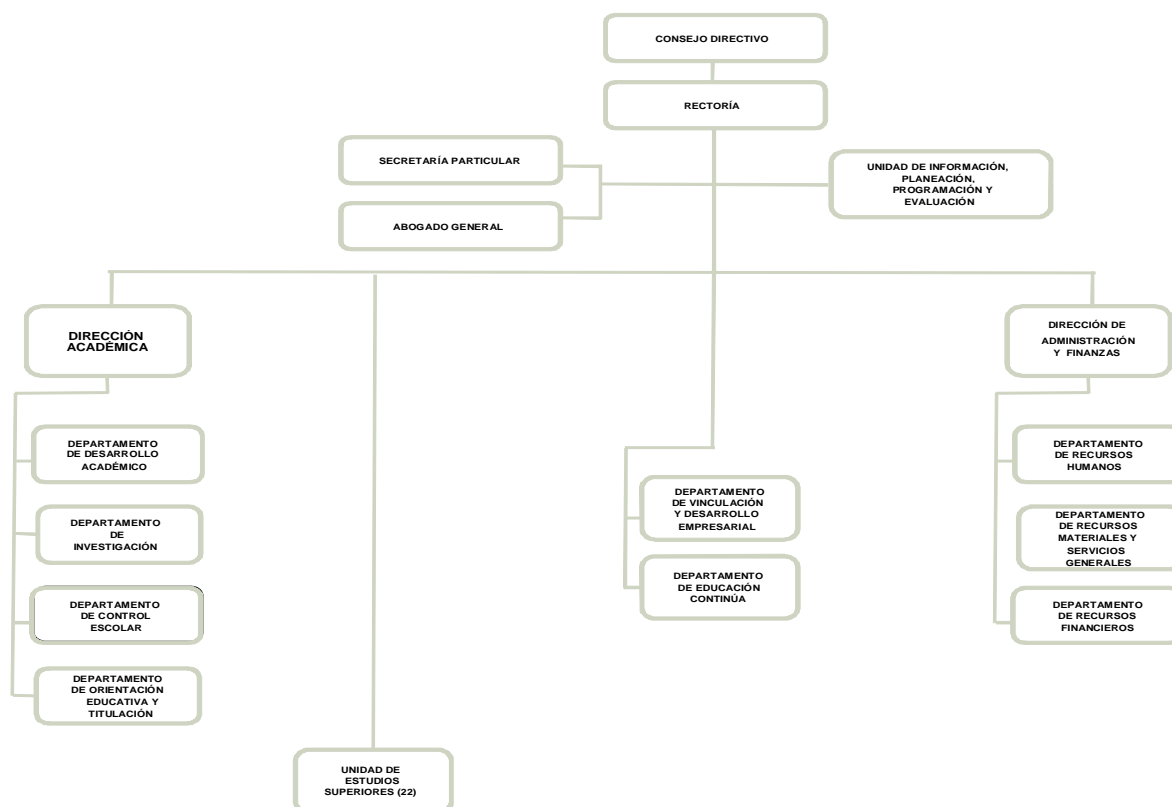 CONSEJO DIRECTIVO
RECTORÍA
SECRETARÍA PARTICULAR
UNIDAD DE INFORMACIÓN,
PLANEACIÓN,
PROGRAMACIÓN Y
EVALUACIÓN
ABOGADO GENERAL
DIRECCIÓN
ACADÉMICA
DIRECCIÓN DE
ADMINISTRACIÓN
Y FINANZAS
DEPARTAMENTO
DE DESARROLLO
ACADÉMICO
DEPARTAMENTO
DE
INVESTIGACIÓN
DEPARTAMENTO
DE CONTROL
ESCOLAR
DEPARTAMENTO
DE ORIENTACIÓN
EDUCATIVA Y
TITULACIÓN
UNIDAD DE
ESTUDIOS
SUPERIORES (22)
DEPARTAMENTO
DE VINCULACIÓN
Y DESARROLLO
EMPRESARIAL
DEPARTAMENTO
DE EDUCACIÓN
CONTINÚA
DEPARTAMENTO
DE RECURSOS
HUMANOS
DEPARTAMENTO
DE RECURSOS
MATERIALES Y
SERVICIOS
GENERALES
DEPARTAMENTO
DE RECURSOS
FINANCIEROS